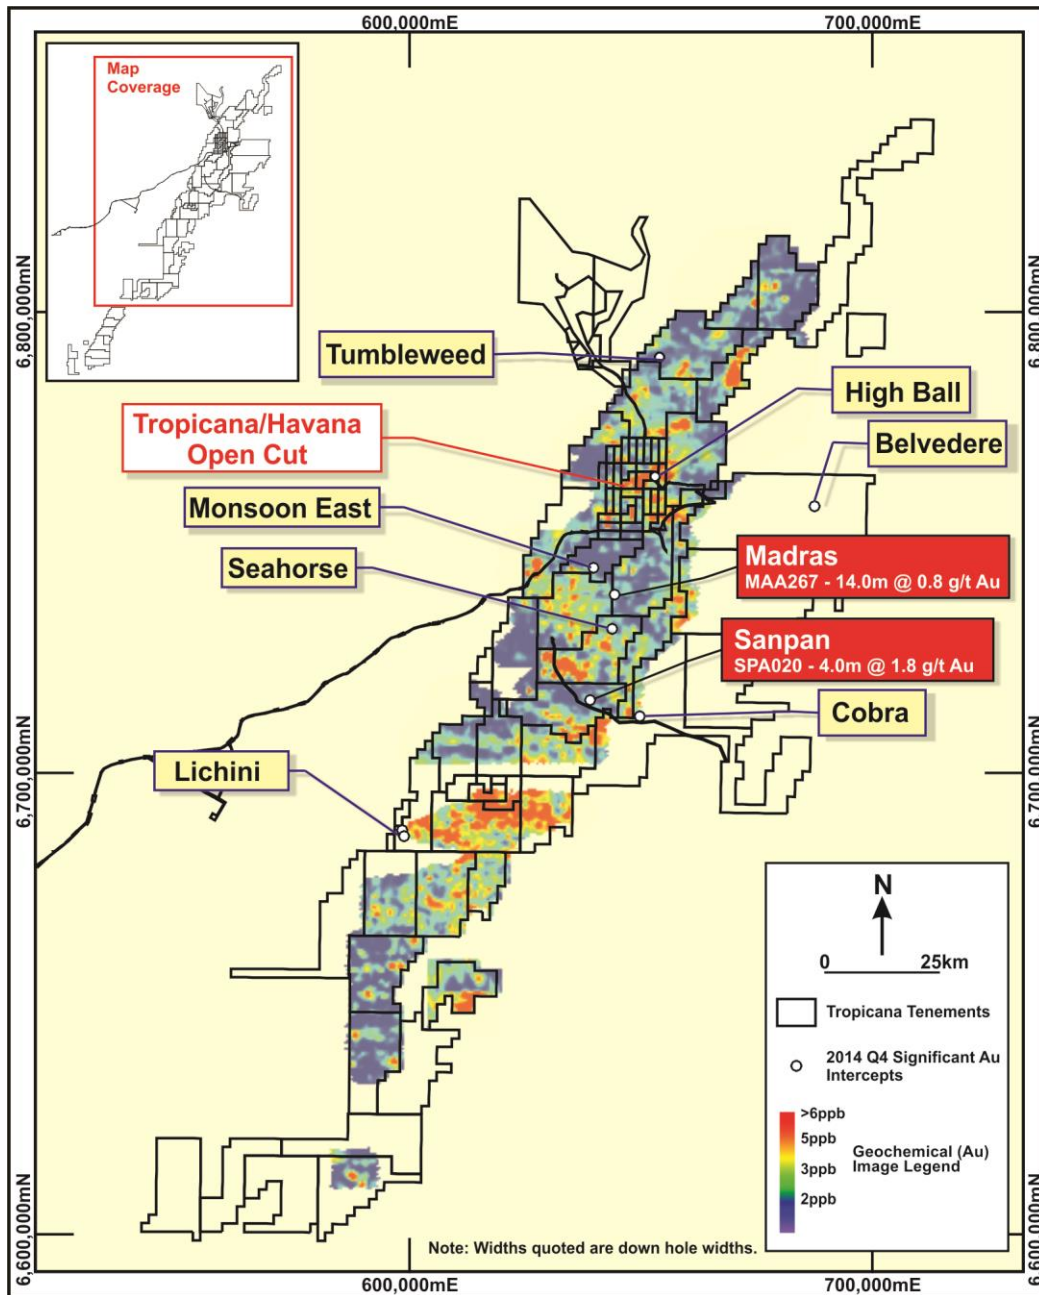 600,000mE
700,000mE
Map
Coverage
6,800,000mN
6,800,000mN
Tumbleweed
High Ball
Tropicana/Havana
Open Cut
Belvedere
Monsoon East
Seahorse
Madras
MAA267 - 14.0m @ 0.8 g/t Au
Sanpan
SPA020 - 4.0m @ 1.8 g/t Au
Cobra
Lichini
6,700,000mN
6,700,000mN
N
0 25km
Tropicana Tenements
2014 Q4 Significant Au
Intercepts
>6ppb
5ppb
3ppb
2ppb
Geochemical (Au)
Image Legend
6,600,000mN
6,600,000mN
Note: Widths quoted are down hole widths.
600,000mE
700,000mE